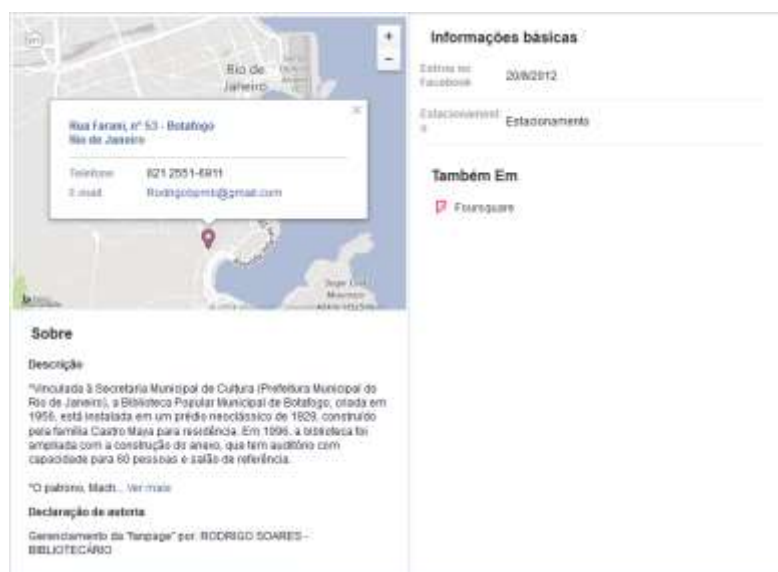 Rio de
Janeiro
+
-
Rua Farani, nº 53 - Botafogo
Rio de Janeiro
Telefone
021 2551-6911
E-mail
Sobre
Descrição
"Vinculada à Secretaria Municipal de Cultura (Prefeitura Municipal do
Rio de Janeiro), a Biblioteca Popular Municipal de Botafogo, criada em
1956, está instalada em um prédio neoclássico de 1929, construído
pela família Castro Maya para residência. Em 1996, a biblioteca foi
ampliada com a construção do anexo, que tem auditório com
capacidade para 60 pessoas e salão de referência.
"O patrono, Mach... Ver mais
Declaração de autoria
Gerenciamento da "fanpage" por: RODRIGO SOARES -
BIBLIOTECÁRIO
Informações básicas
Entrou no
Facebook
20/8/2012
Estacionament
o
Estacionamento
Também Em
Foursquare